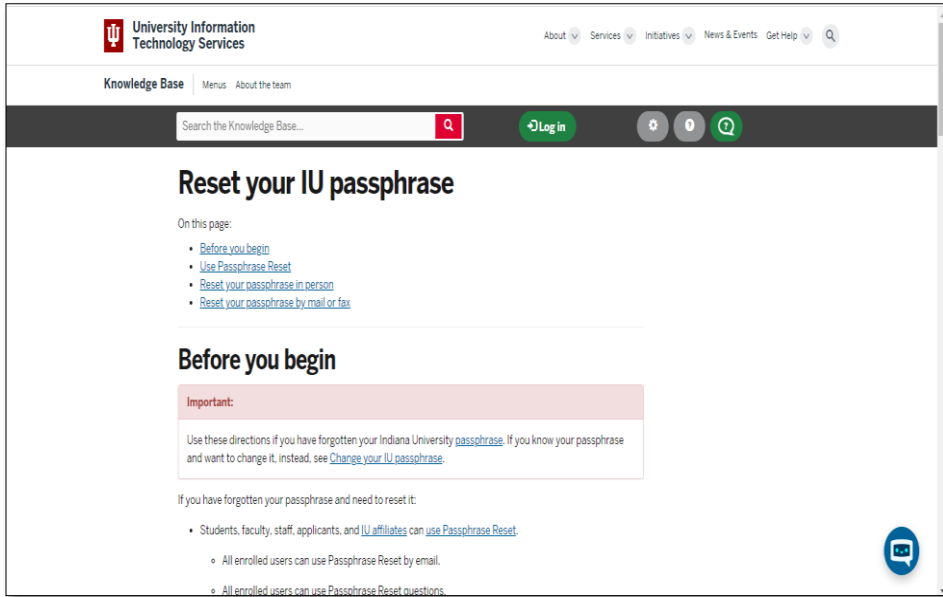 University Information
Technology Services
About Services Initiatives News & Events Get Help
Knowledge Base Menus About the team
Search the Knowledge Base... Log in
Reset your IU passphrase
On this page:
• Before you begin
• Use Passphrase Reset
• Reset your passphrase in person
• Reset your passphrase by mail or fax
Before you begin
Important:
Use these directions if you have forgotten your Indiana University passphrase. If you know your passphrase
and want to change it, instead, see Change your IU passphrase.
If you have forgotten your passphrase and need to reset it:
• Students, faculty, staff, applicants, and IU affiliates can use Passphrase Reset.
◦ All enrolled users can use Passphrase Reset by email.
◦ All enrolled users can use Passphrase Reset questions.